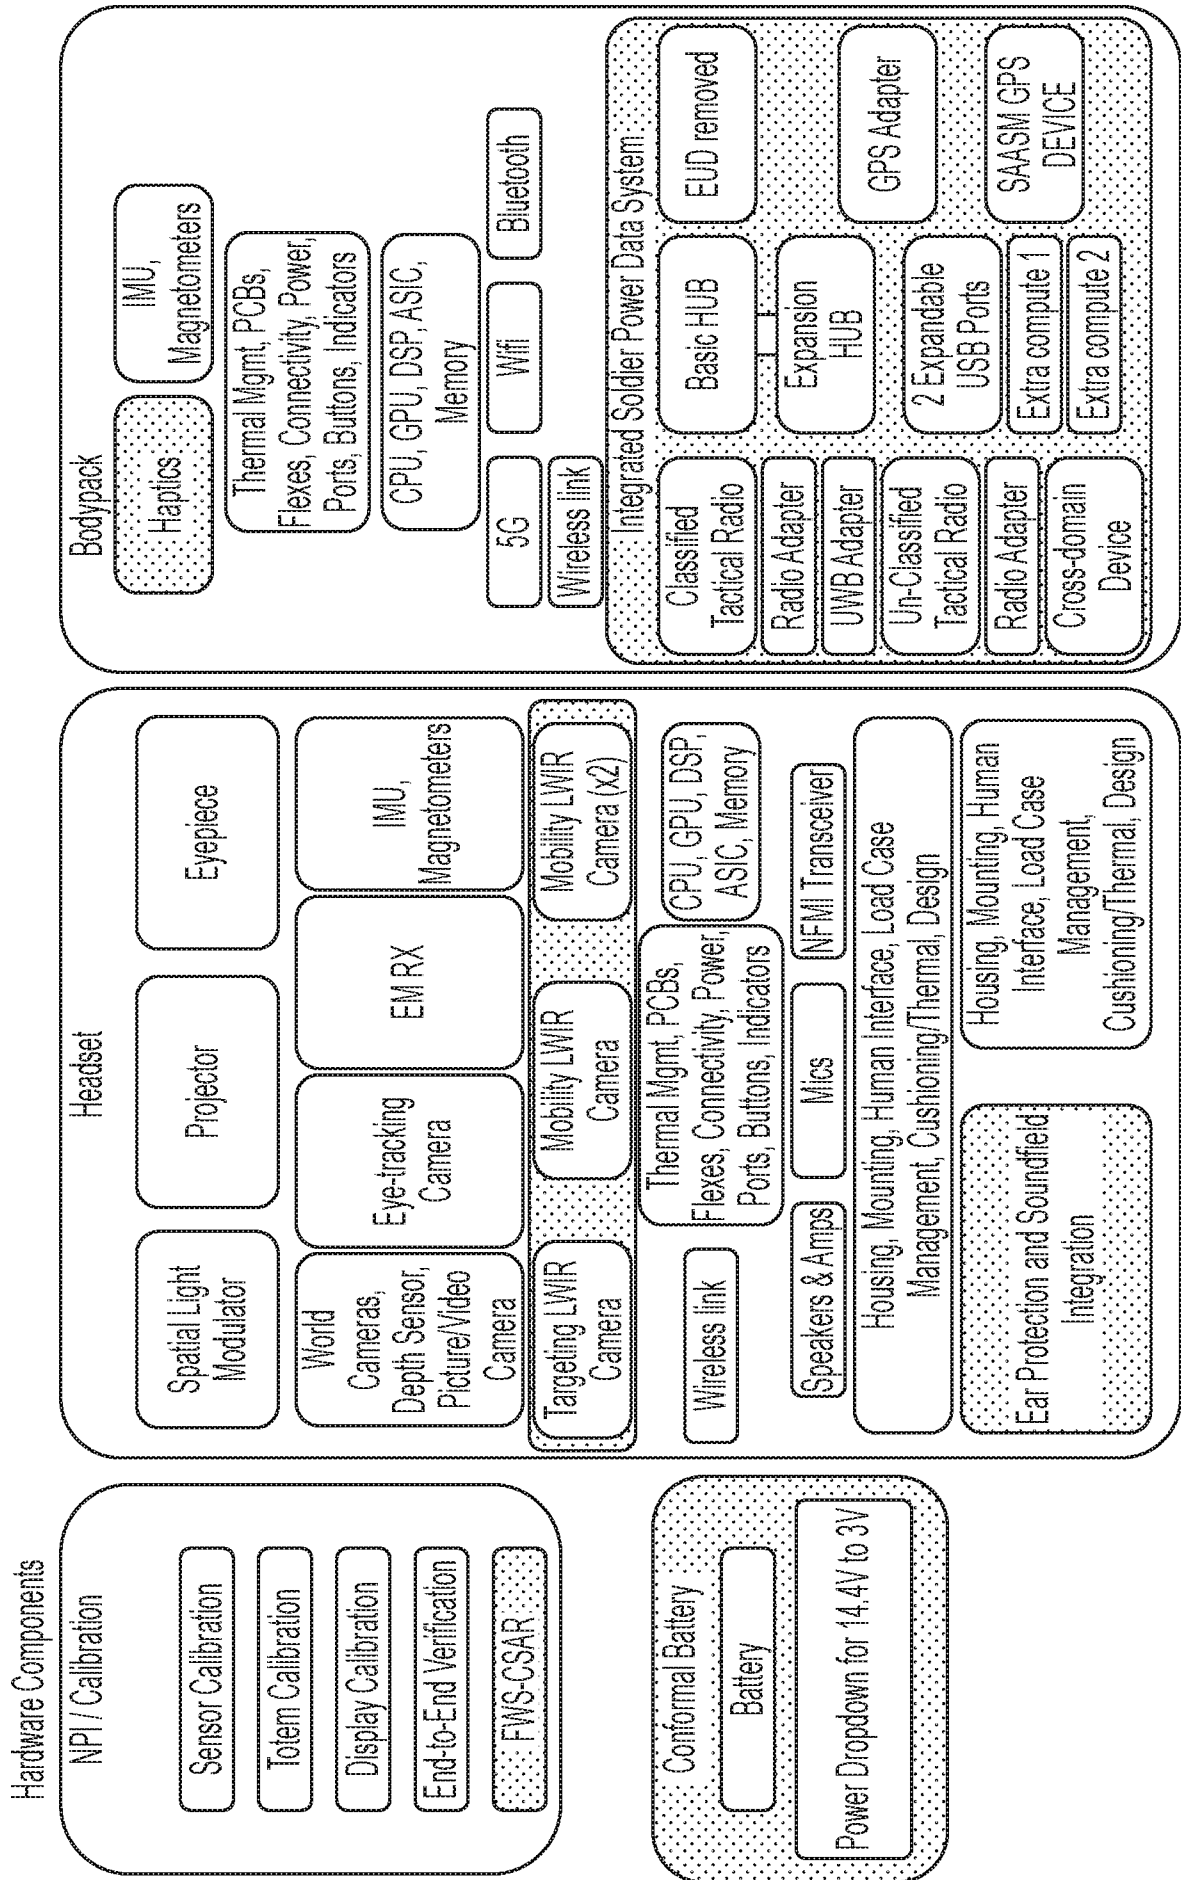 Hardware Components
NPI / Calibration
Sensor Calibration
Totem Calibration
Display Calibration
End-to-End Verification
FWS-CSAR
Conformal Battery
Battery
Power Dropdown for 14.4V to 3V
Headset
Spatial Light
Modulator
Projector
Eyepiece
World
Cameras,
Depth Sensor,
Picture/Video
Camera
Eye-tracking
Camera
EM RX
IMU,
Magnetometers
Targeting LWIR
Camera
Mobility LWIR
Camera
Mobility LWIR
Camera (x2)
Wireless link
Thermal Mgmt, PCBs,
Flexes, Connectivity, Power,
Ports, Buttons, Indicators
CPU, GPU, DSP,
ASIC, Memory
Speakers & Amps
Mics
NFMI Transceiver
Housing, Mounting, Human Interface, Load Case
Management, Cushioning/Thermal, Design
Ear Protection and Soundfield
Integration
Housing, Mounting, Human
Interface, Load Case
Management,
Cushioning/Thermal, Design
Bodypack
Haptics
IMU,
Magnetometers
Thermal Mgmt, PCBs,
Flexes, Connectivity, Power,
Ports, Buttons, Indicators
CPU, GPU, DSP, ASIC,
Memory
5G
Wifi
Bluetooth
Wireless link
Integrated Soldier Power Data System
Classified
Tactical Radio
Radio Adapter
UWB Adapter
Un-Classified
Tactical Radio
Radio Adapter
Cross-domain
Device
Basic HUB
Expansion
HUB
2 Expandable
USB Ports
Extra compute 1
Extra compute 2
EUD removed
GPS Adapter
SAASM GPS
DEVICE